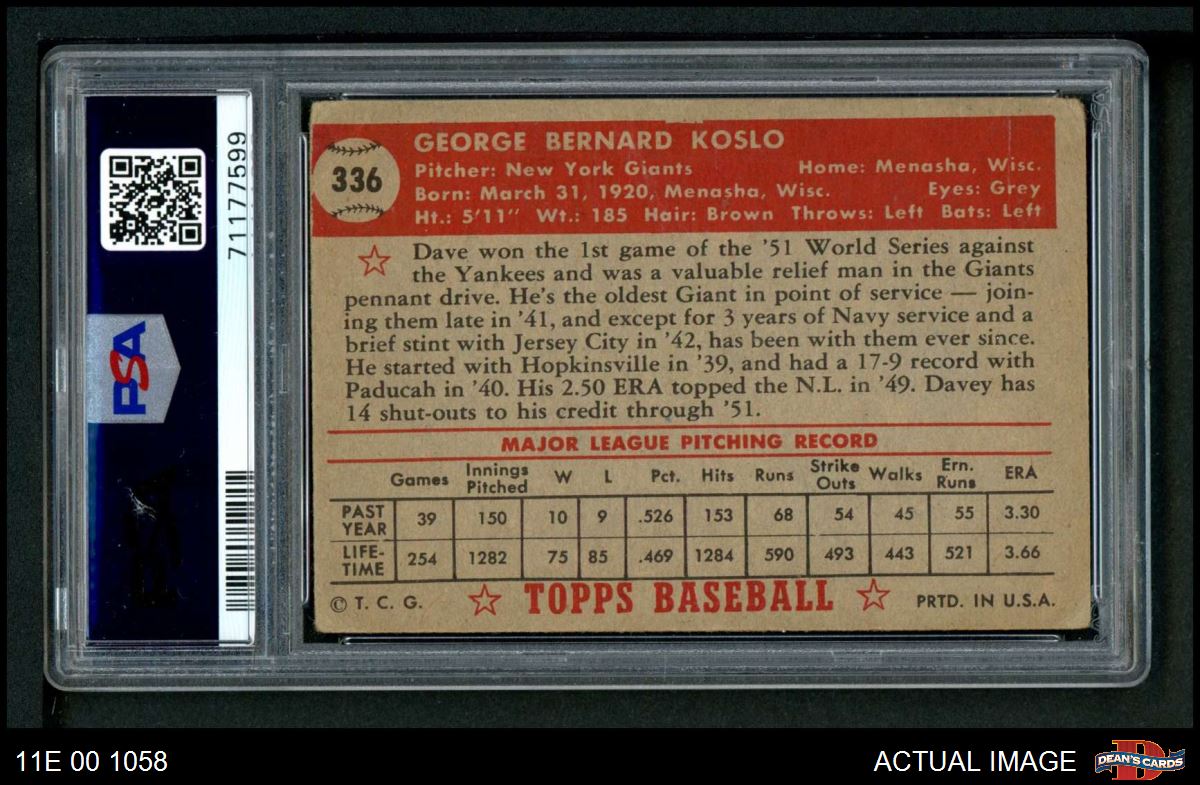 71177599
PSA
336
GEORGE BERNARD KOSLO
Pitcher: New York Giants Home: Menasha, Wisc.
Born: March 31, 1920, Menasha, Wisc. Eyes: Grey
Ht.: 5'11" Wt.: 185 Hair: Brown Throws: Left Bats: Left
Dave won the 1st game of the '51 World Series against
the Yankees and was a valuable relief man in the Giants
pennant drive. He's the oldest Giant in point of service — join-
ing them late in '41, and except for 3 years of Navy service and a
brief stint with Jersey City in '42, has been with them ever since.
He started with Hopkinsville in '39, and had a 17-9 record with
Paducah in '40. His 2.50 ERA topped the N.L. in '49. Davey has
14 shut-outs to his credit through '51.
MAJOR LEAGUE PITCHING RECORD
Games Innings Pitched W L Pct. Hits Runs Strike Outs Walks Ern. Runs ERA
PAST YEAR 39 150 10 9 .526 153 68 54 45 55 3.30
LIFE-TIME 254 1282 75 85 .469 1284 590 493 443 521 3.66
© T. C. G. TOPPS BASEBALL PRTD. IN U.S.A.
11E 00 1058 ACTUAL IMAGE DEAN'S CARDS